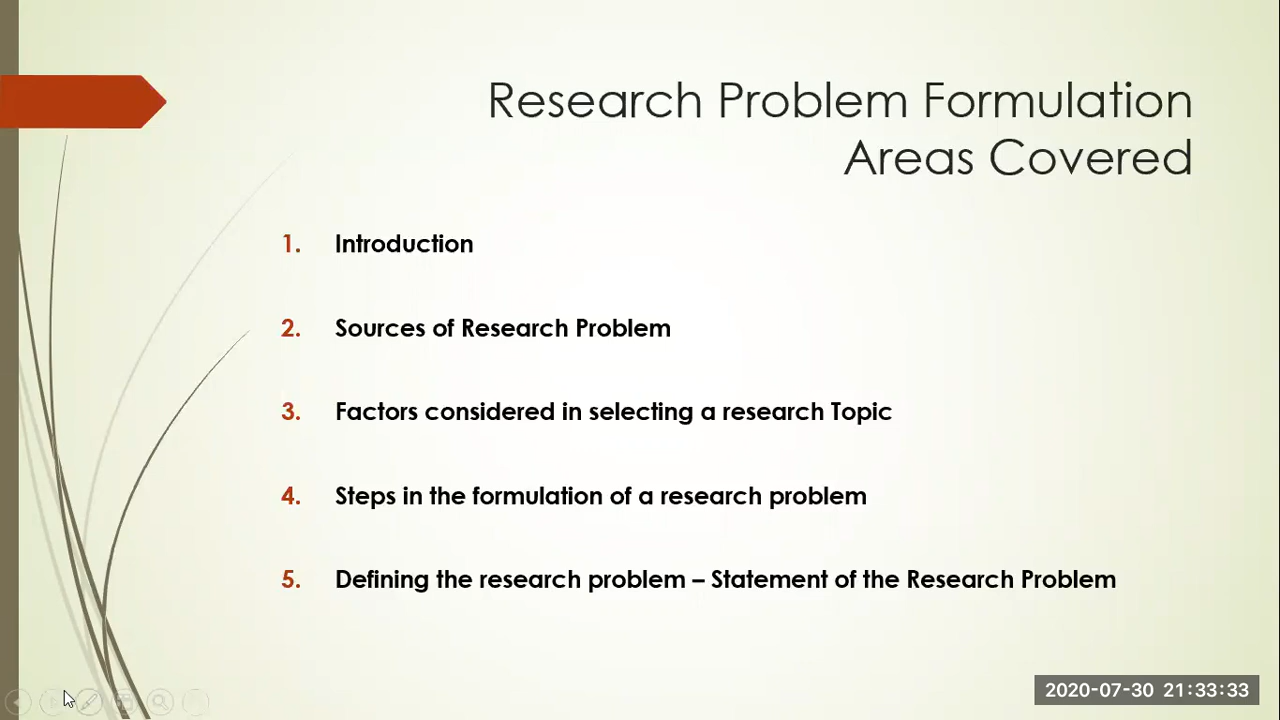 Research Problem Formulation
Areas Covered
1. Introduction
2. Sources of Research Problem
3. Factors considered in selecting a research Topic
4. Steps in the formulation of a research problem
5. Defining the research problem – Statement of the Research Problem
2020-07-30 21:33:33